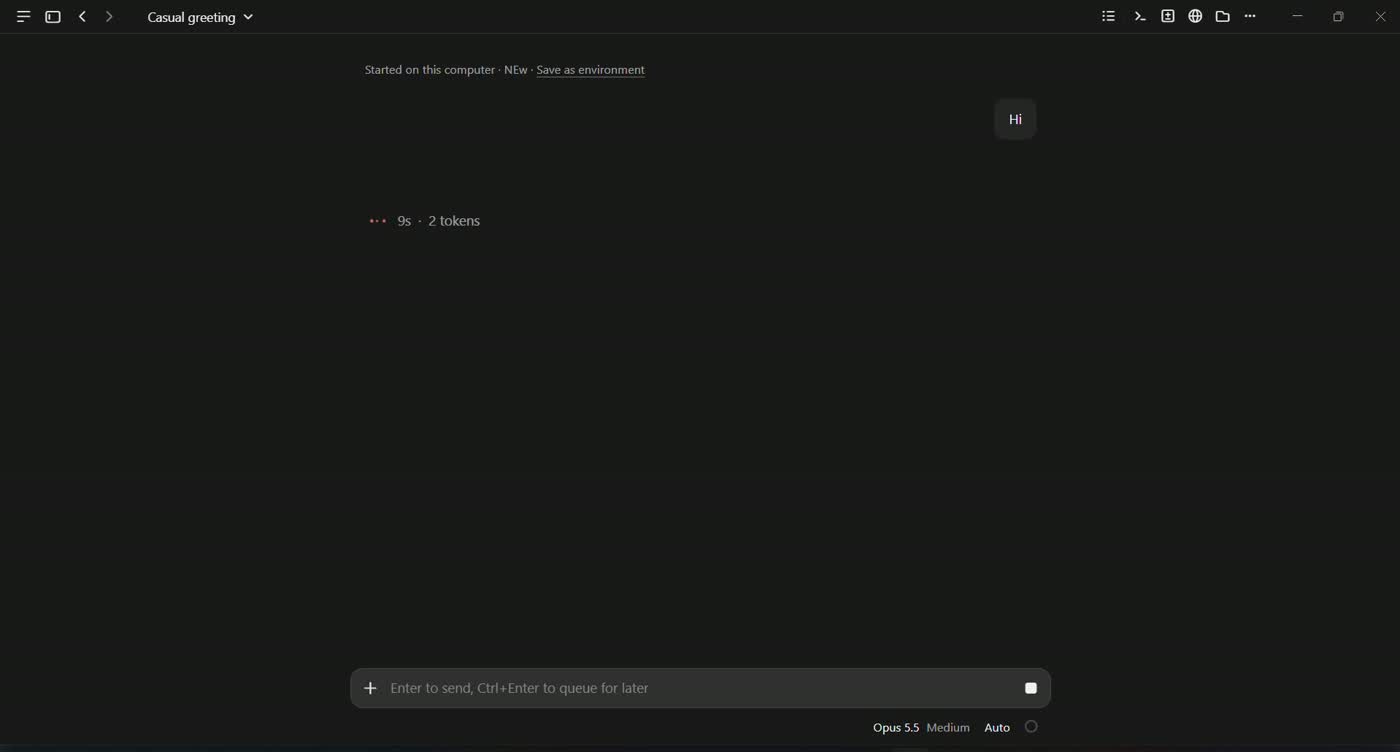 Casual greeting
Started on this computer · NEw · Save as environment
Hi
9s · 2 tokens
Enter to send, Ctrl+Enter to queue for later
Opus 5.5 Medium Auto